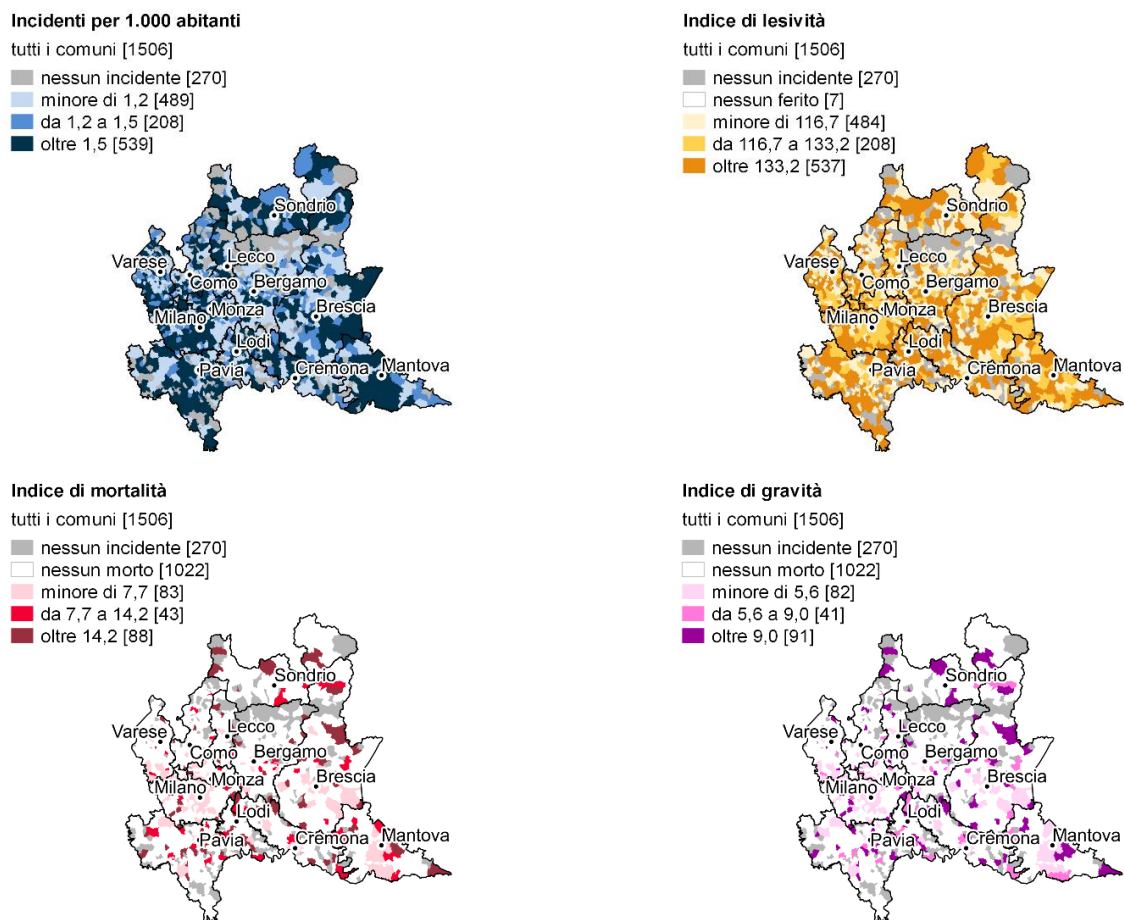 Incidenti per 1.000 abitanti
tutti i comuni [1506]
nessun incidente [270]
minore di 1,2 [489]
da 1,2 a 1,5 [208]
oltre 1,5 [539]
Sondrio
Varese
Lecco
Como
Bergamo
Milano
Monza
Brescia
Lodi
Pavia
Cremona
Mantova
Indice di lesività
tutti i comuni [1506]
nessun incidente [270]
nessun ferito [7]
minore di 116,7 [484]
da 116,7 a 133,2 [208]
oltre 133,2 [537]
Sondrio
Varese
Lecco
Como
Bergamo
Milano
Monza
Brescia
Lodi
Pavia
Cremona
Mantova
Indice di mortalità
tutti i comuni [1506]
nessun incidente [270]
nessun morto [1022]
minore di 7,7 [83]
da 7,7 a 14,2 [43]
oltre 14,2 [88]
Sondrio
Varese
Lecco
Como
Bergamo
Milano
Monza
Brescia
Lodi
Pavia
Cremona
Mantova
Indice di gravità
tutti i comuni [1506]
nessun incidente [270]
nessun morto [1022]
minore di 5,6 [82]
da 5,6 a 9,0 [41]
oltre 9,0 [91]
Sondrio
Varese
Lecco
Como
Bergamo
Milano
Monza
Brescia
Lodi
Pavia
Cremona
Mantova